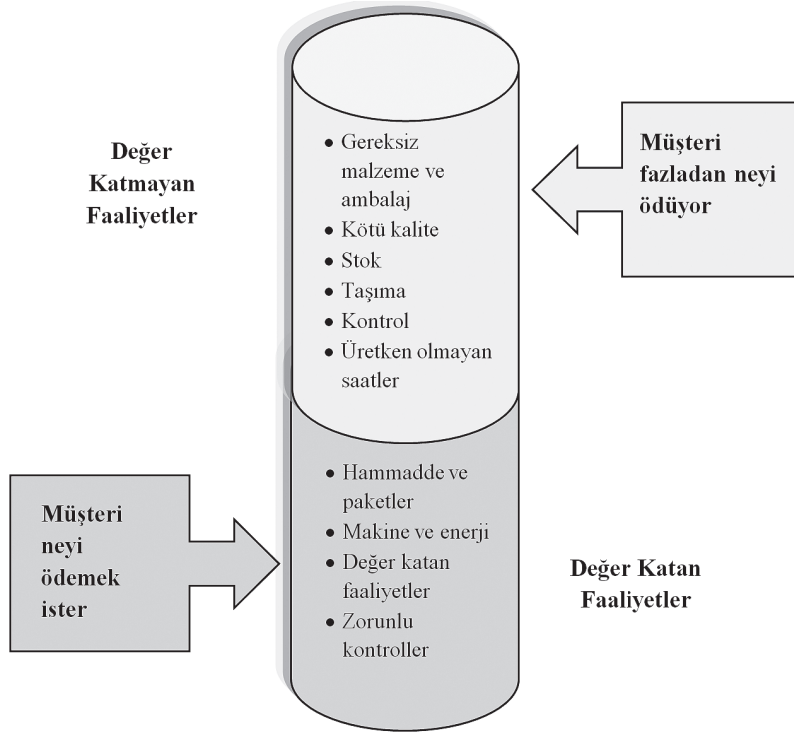 Değer
Katmayan
Faaliyetler
• Gereksiz
malzeme ve
ambalaj
• Kötü kalite
• Stok
• Taşıma
• Kontrol
• Üretken olmayan
saatler
Müşteri
fazladan neyi
ödüyor
Müşteri
neyi
ödemek
ister
• Hammadde ve
paketler
• Makine ve enerji
• Değer katan
faaliyetler
• Zorunlu
kontroller
Değer Katan
Faaliyetler